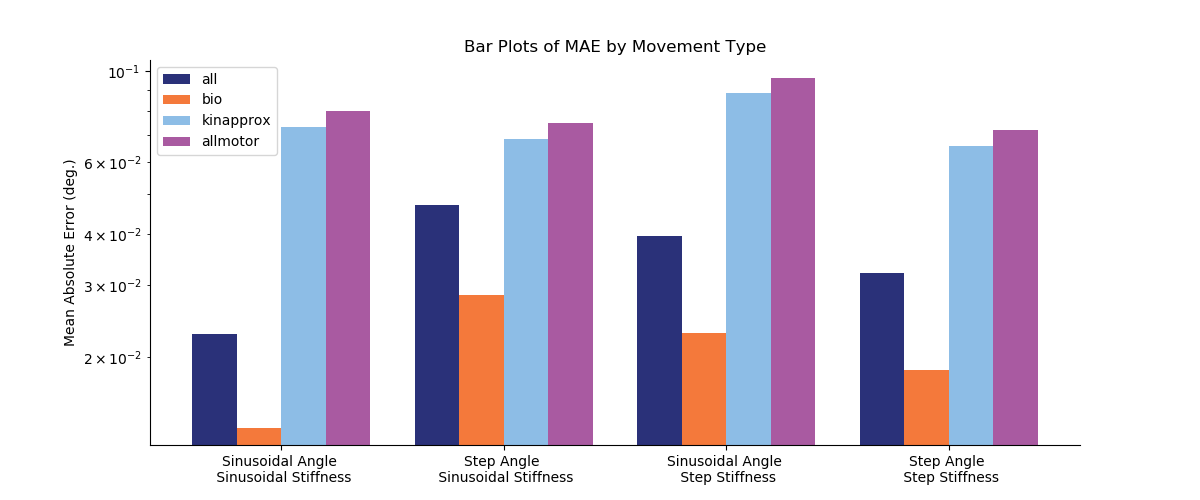 Bar Plots of MAE by Movement Type
all
bio
kinapprox
allmotor
Mean Absolute Error (deg.)
10⁻¹
6 × 10⁻²
4 × 10⁻²
3 × 10⁻²
2 × 10⁻²
Sinusoidal Angle
Sinusoidal Stiffness
Step Angle
Sinusoidal Stiffness
Sinusoidal Angle
Step Stiffness
Step Angle
Step Stiffness